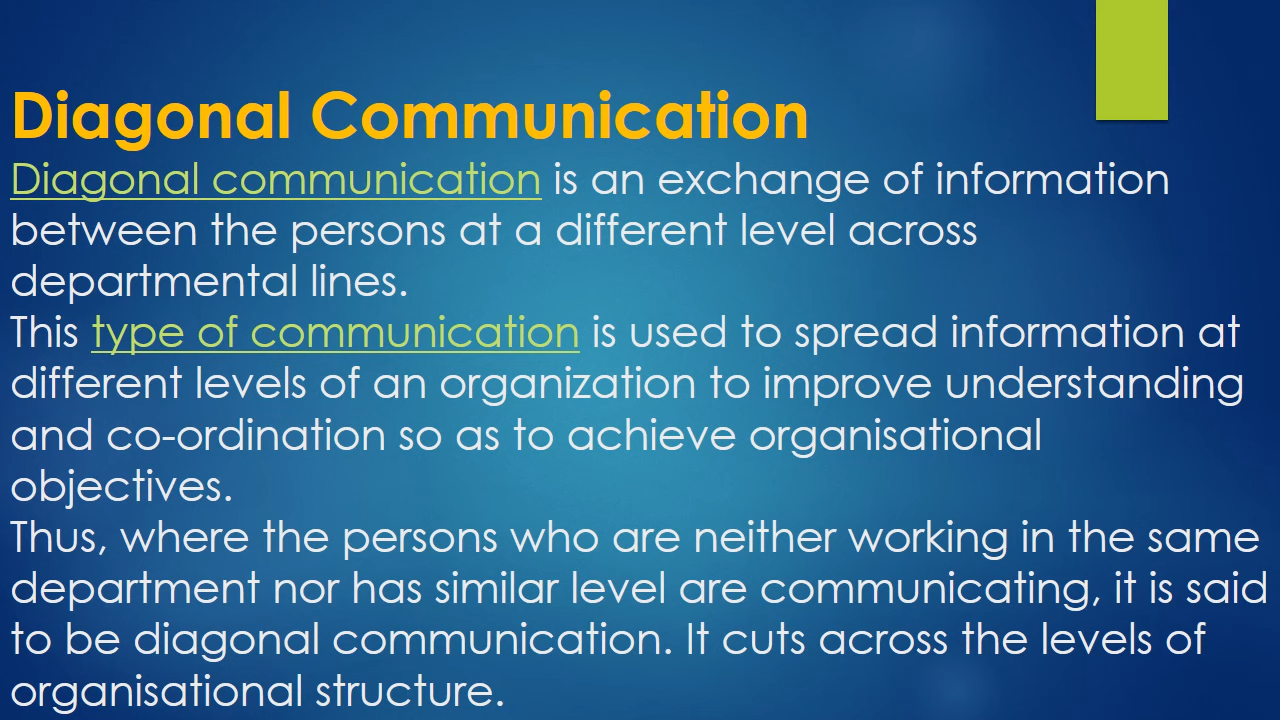 Diagonal Communication
Diagonal communication is an exchange of information
between the persons at a different level across
departmental lines.
This type of communication is used to spread information at
different levels of an organization to improve understanding
and co-ordination so as to achieve organisational
objectives.
Thus, where the persons who are neither working in the same
department nor has similar level are communicating, it is said
to be diagonal communication. It cuts across the levels of
organisational structure.